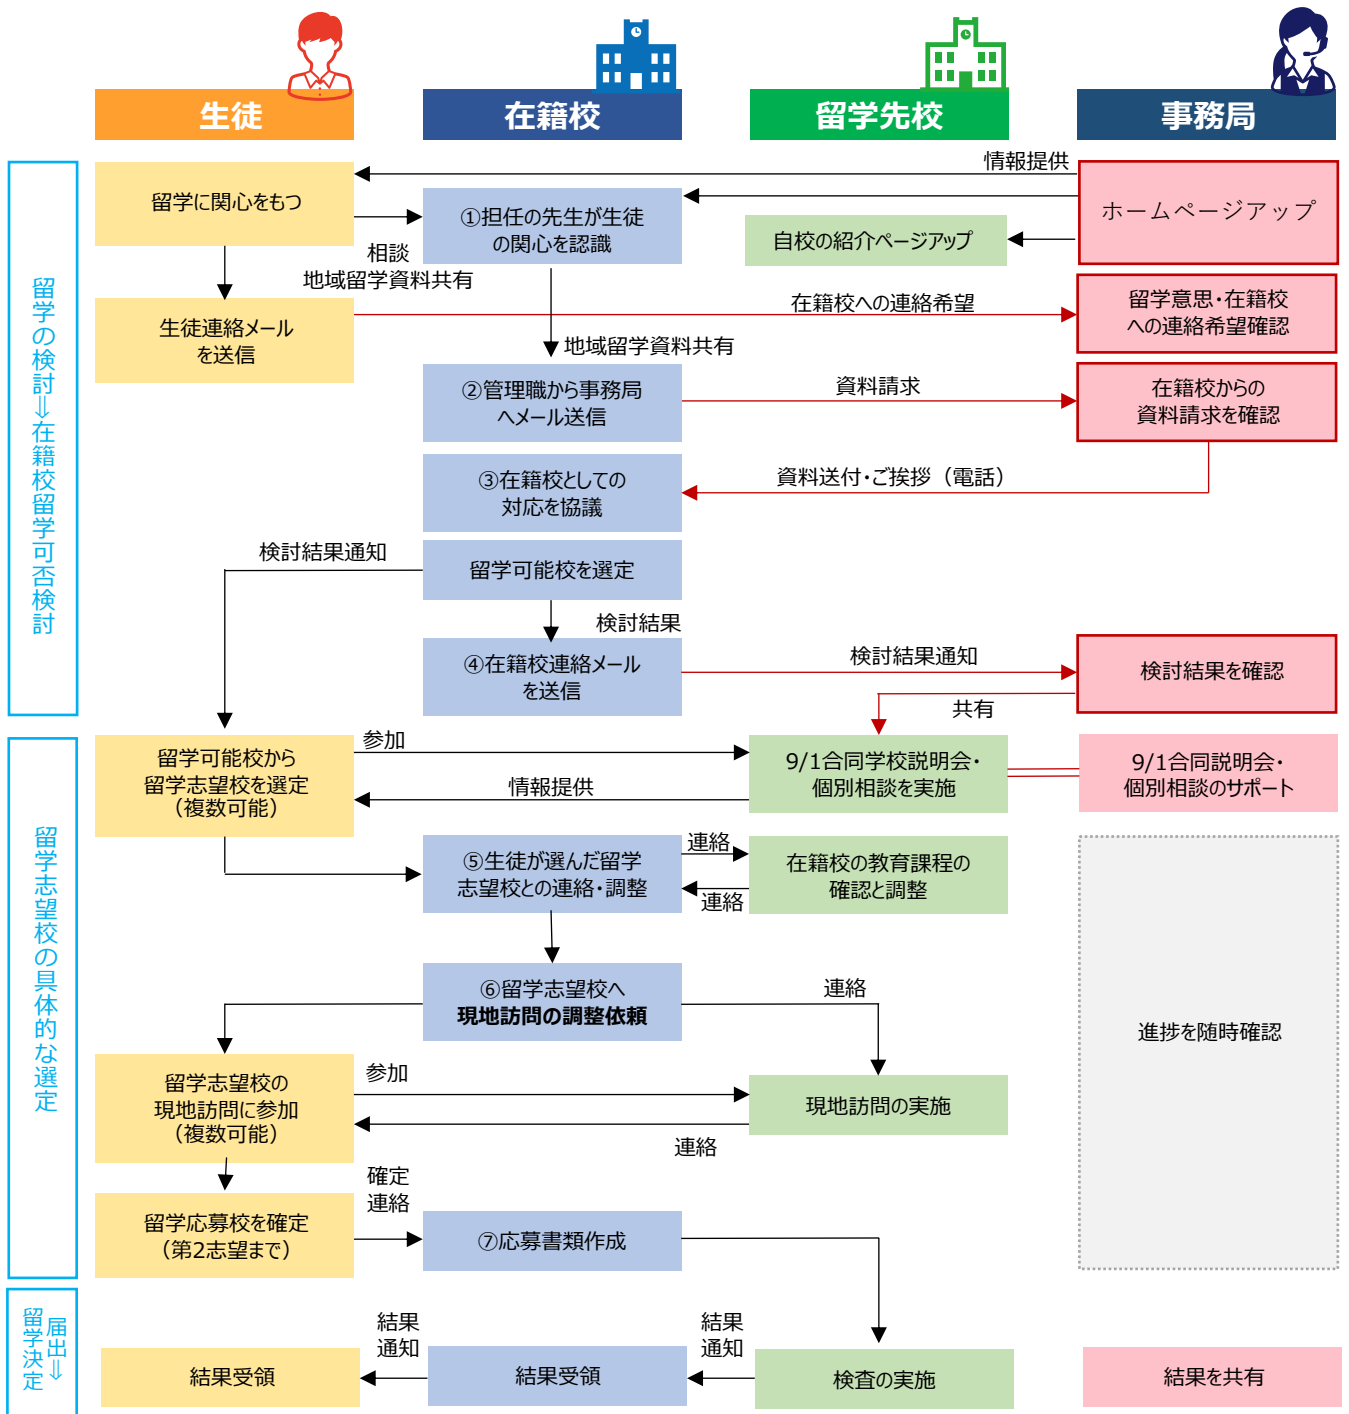 生徒
在籍校
留学先校
事務局
留学の検討⇒在籍校留学可否検討
情報提供
留学に関心をもつ
①担任の先生が生徒
の関心を認識
自校の紹介ページアップ
ホームページアップ
相談
地域留学資料共有
生徒連絡メール
を送信
在籍校への連絡希望
留学意思・在籍校
への連絡希望確認
地域留学資料共有
②管理職から事務局
へメール送信
資料請求
在籍校からの
資料請求を確認
③在籍校としての
対応を協議
資料送付・ご挨拶（電話）
検討結果通知
留学可能校を選定
検討結果
④在籍校連絡メール
を送信
検討結果通知
検討結果を確認
共有
留学志望校の具体的な選定
留学可能校から
留学志望校を選定
（複数可能）
参加
情報提供
9/1合同学校説明会・
個別相談を実施
9/1合同説明会・
個別相談のサポート
⑤生徒が選んだ留学
志望校との連絡・調整
連絡
連絡
在籍校の教育課程の
確認と調整
⑥留学志望校へ
現地訪問の調整依頼
連絡
進捗を随時確認
留学志望校の
現地訪問に参加
（複数可能）
参加
連絡
現地訪問の実施
確定
連絡
留学応募校を確定
（第2志望まで）
⑦応募書類作成
届出⇒
留学決定
結果受領
結果
通知
結果受領
結果
通知
検査の実施
結果を共有